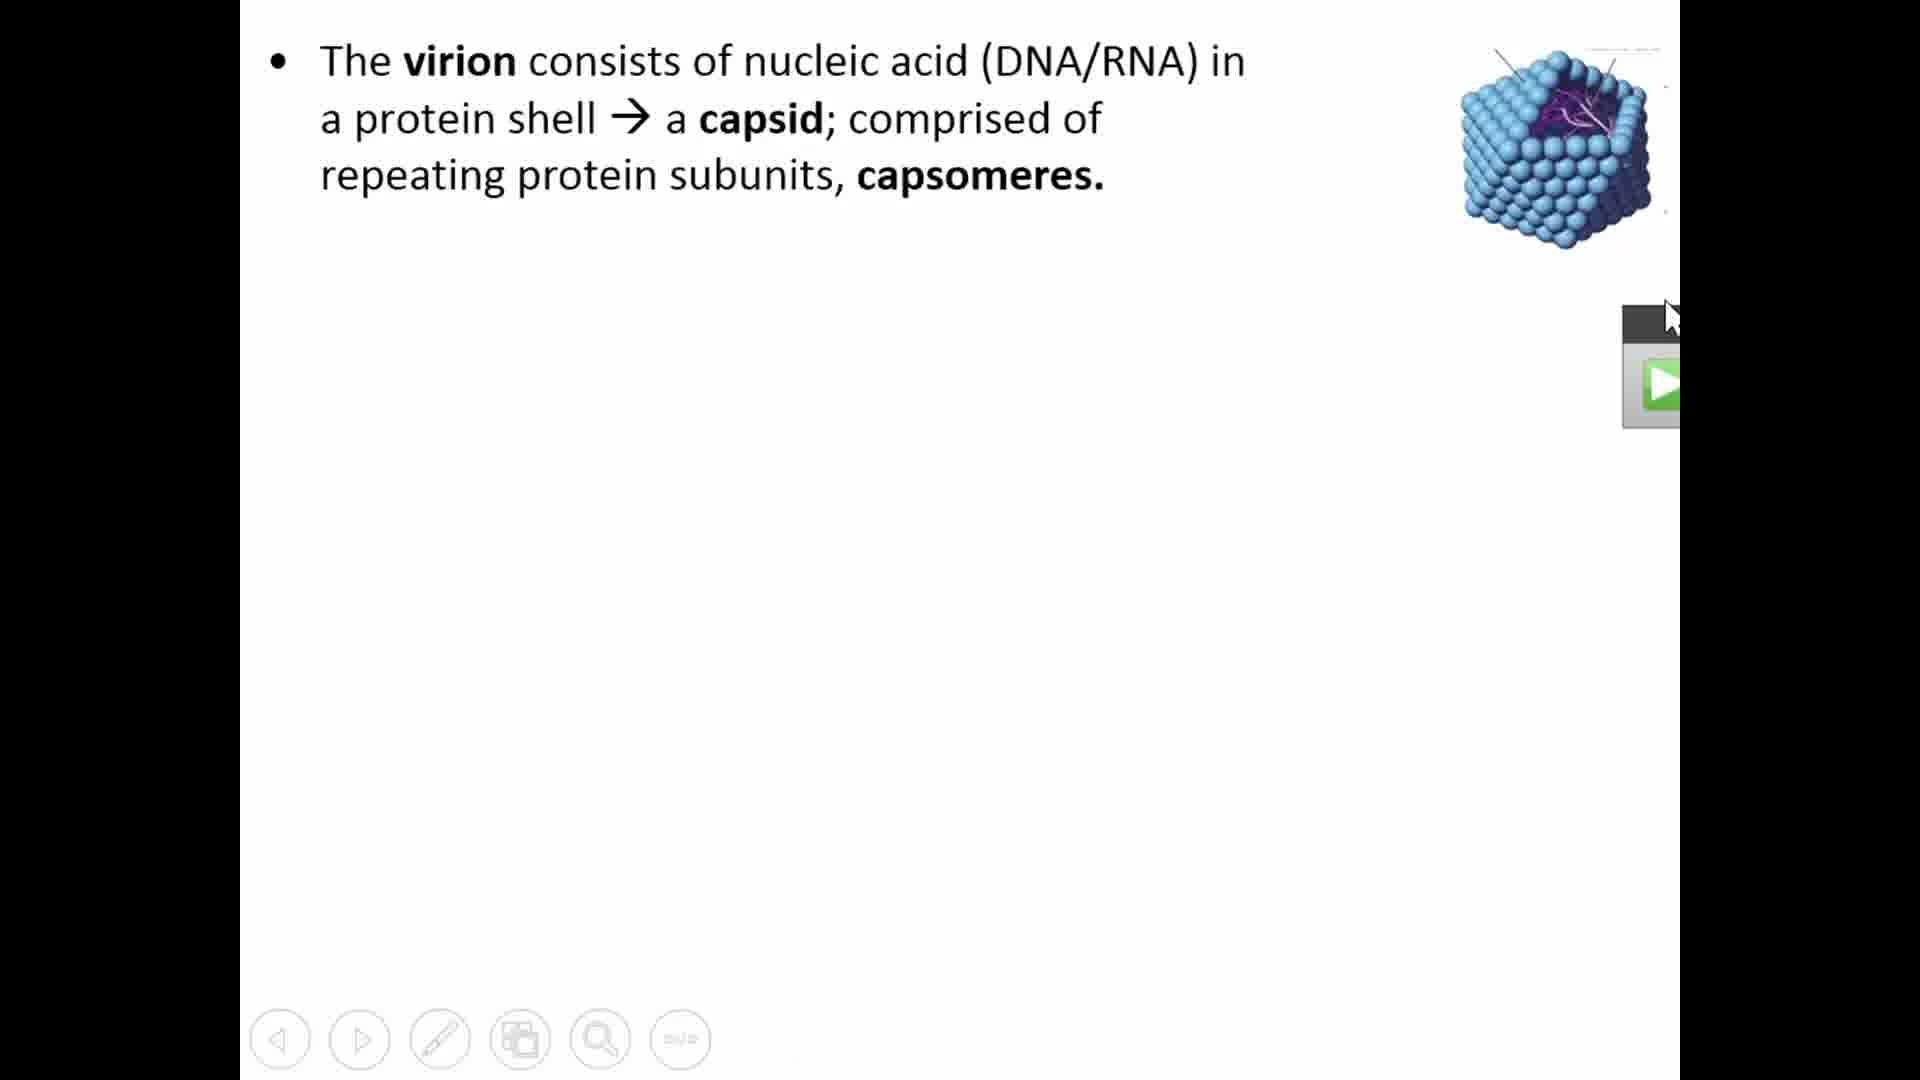 • The virion consists of nucleic acid (DNA/RNA) in
a protein shell → a capsid; comprised of
repeating protein subunits, capsomeres.